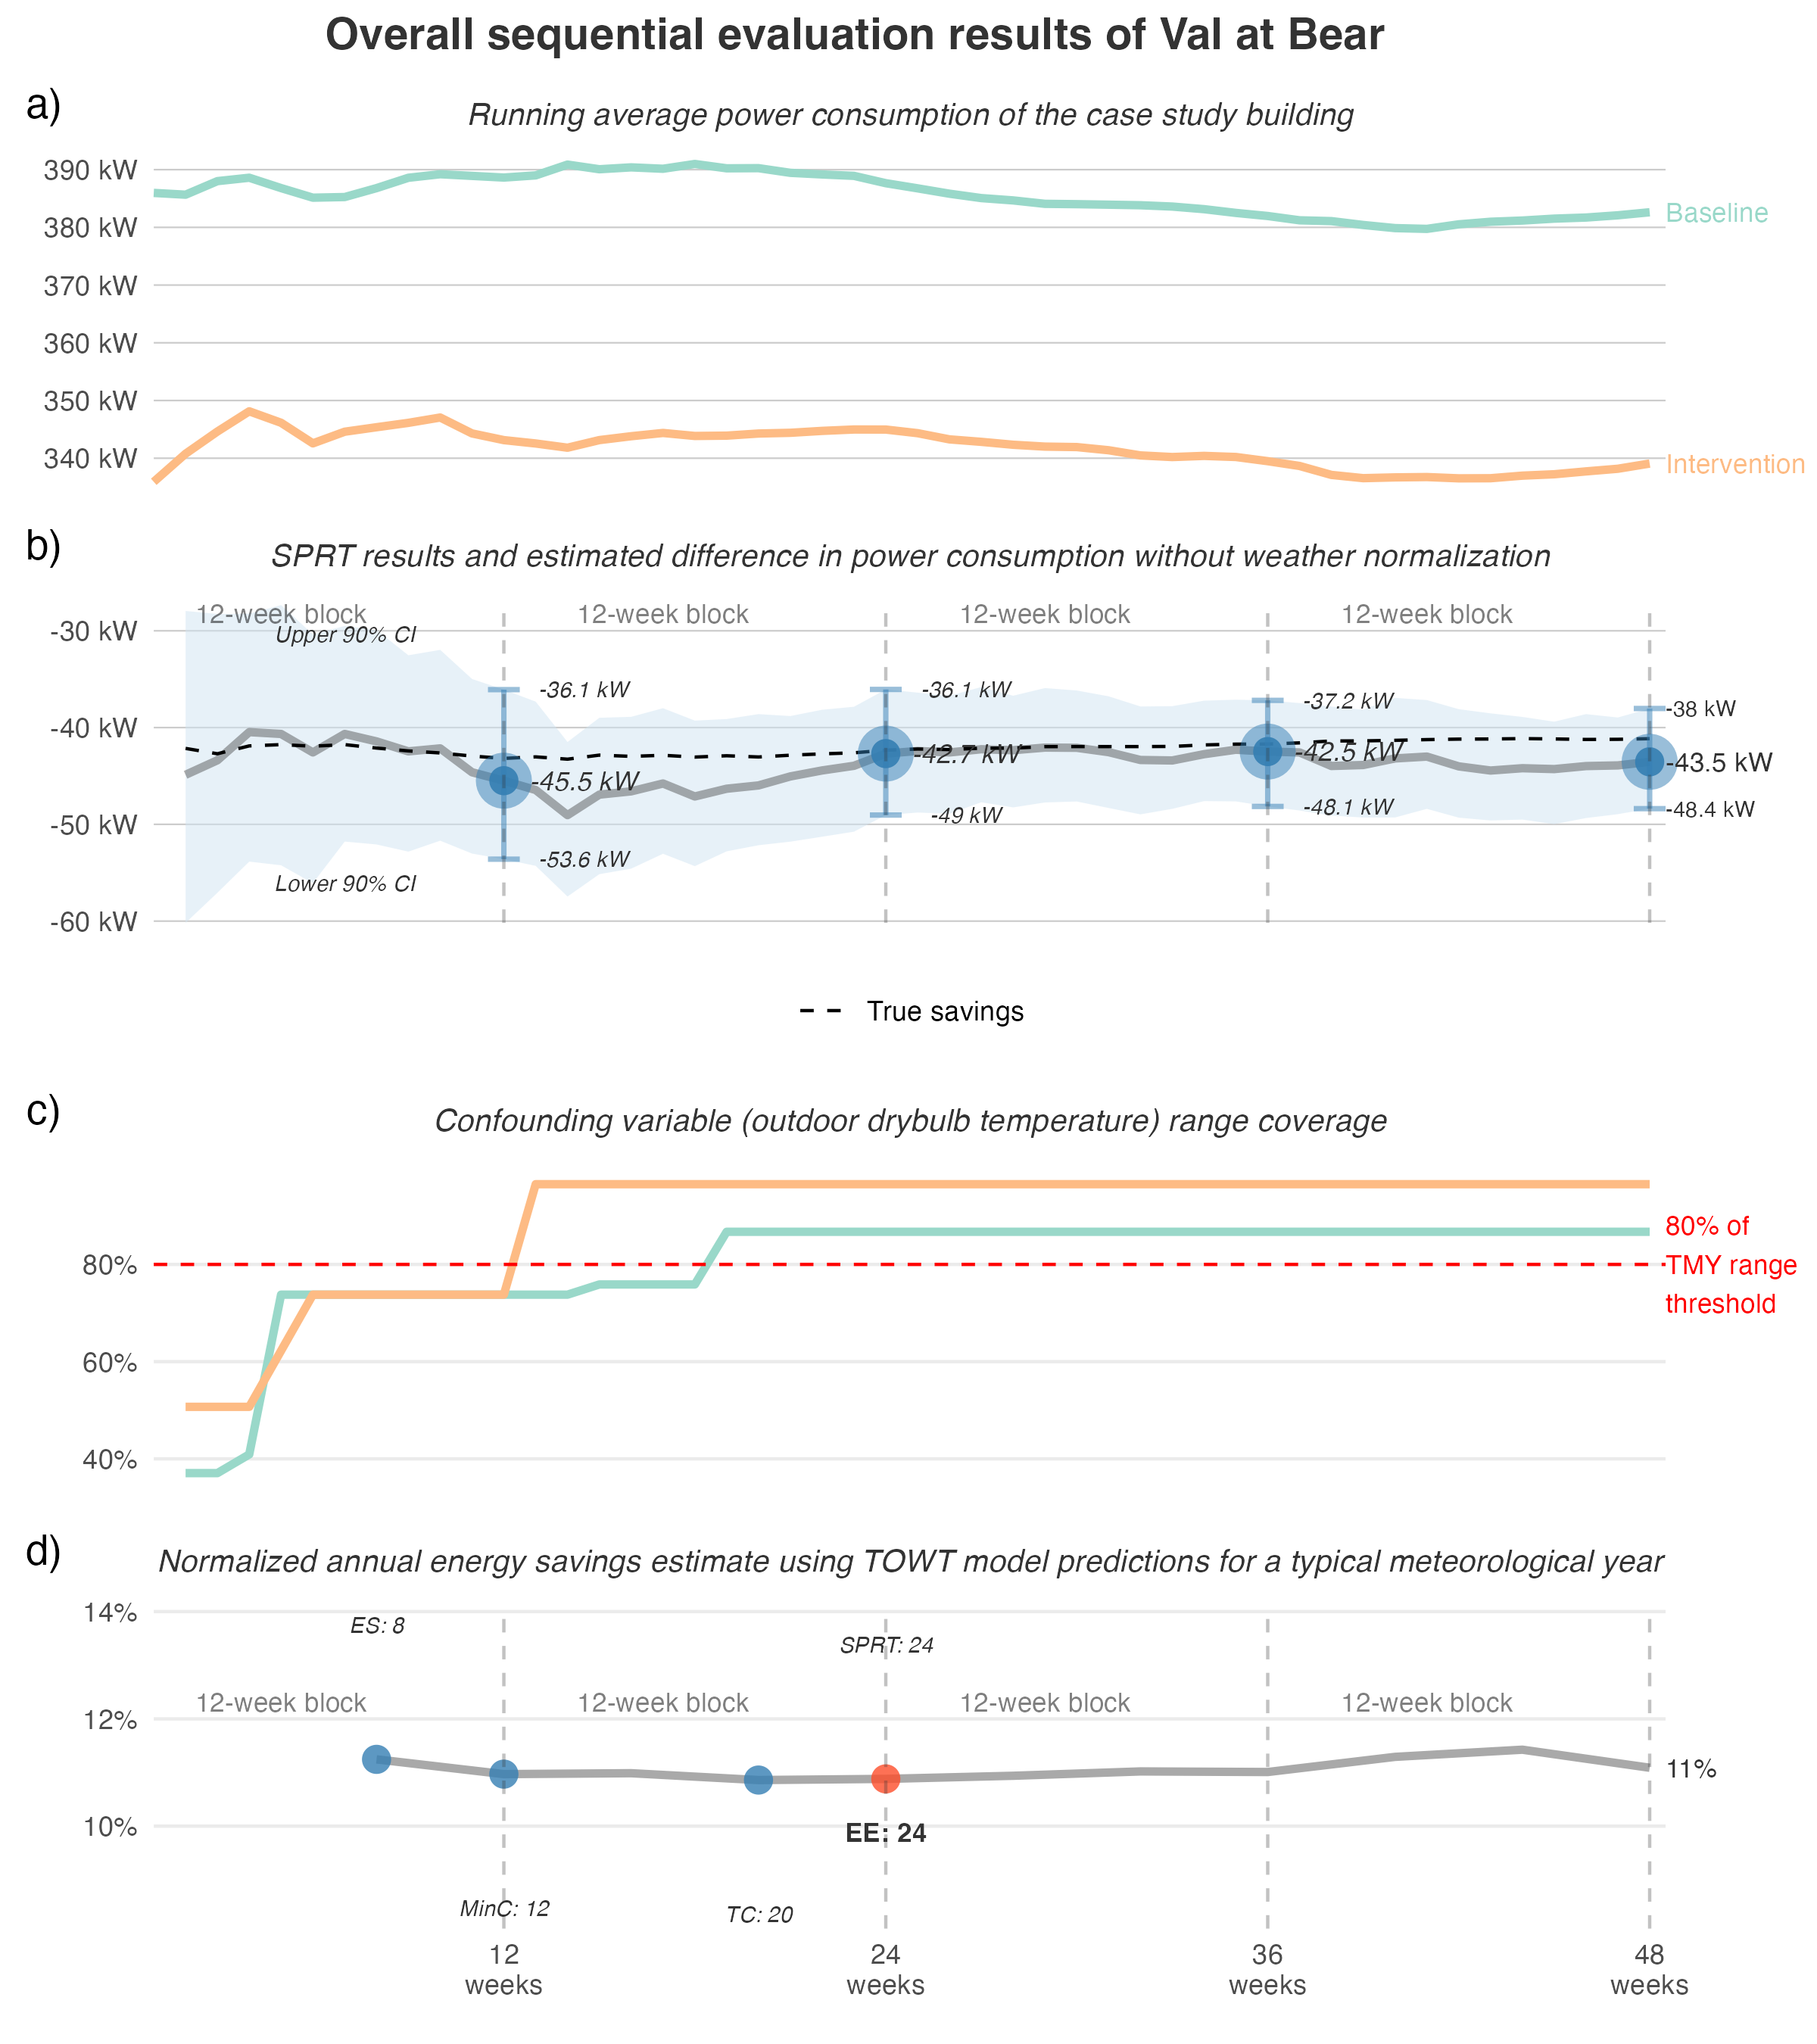 Overall sequential evaluation results of Val at Bear
a)
Running average power consumption of the case study building
390 kW
380 kW
370 kW
360 kW
350 kW
340 kW
Baseline
Intervention
b)
SPRT results and estimated difference in power consumption without weather normalization
12-week block
12-week block
12-week block
12-week block
-30 kW
-40 kW
-50 kW
-60 kW
Upper 90% CI
Lower 90% CI
-36.1 kW
-45.5 kW
-53.6 kW
-36.1 kW
-42.7 kW
-49 kW
-37.2 kW
-42.5 kW
-48.1 kW
-38 kW
-43.5 kW
-48.4 kW
True savings
c)
Confounding variable (outdoor drybulb temperature) range coverage
80%
60%
40%
80% of
TMY range
threshold
d)
Normalized annual energy savings estimate using TOWT model predictions for a typical meteorological year
14%
12%
10%
ES: 8
SPRT: 24
12-week block
12-week block
12-week block
12-week block
11%
EE: 24
MinC: 12
TC: 20
12
weeks
24
weeks
36
weeks
48
weeks